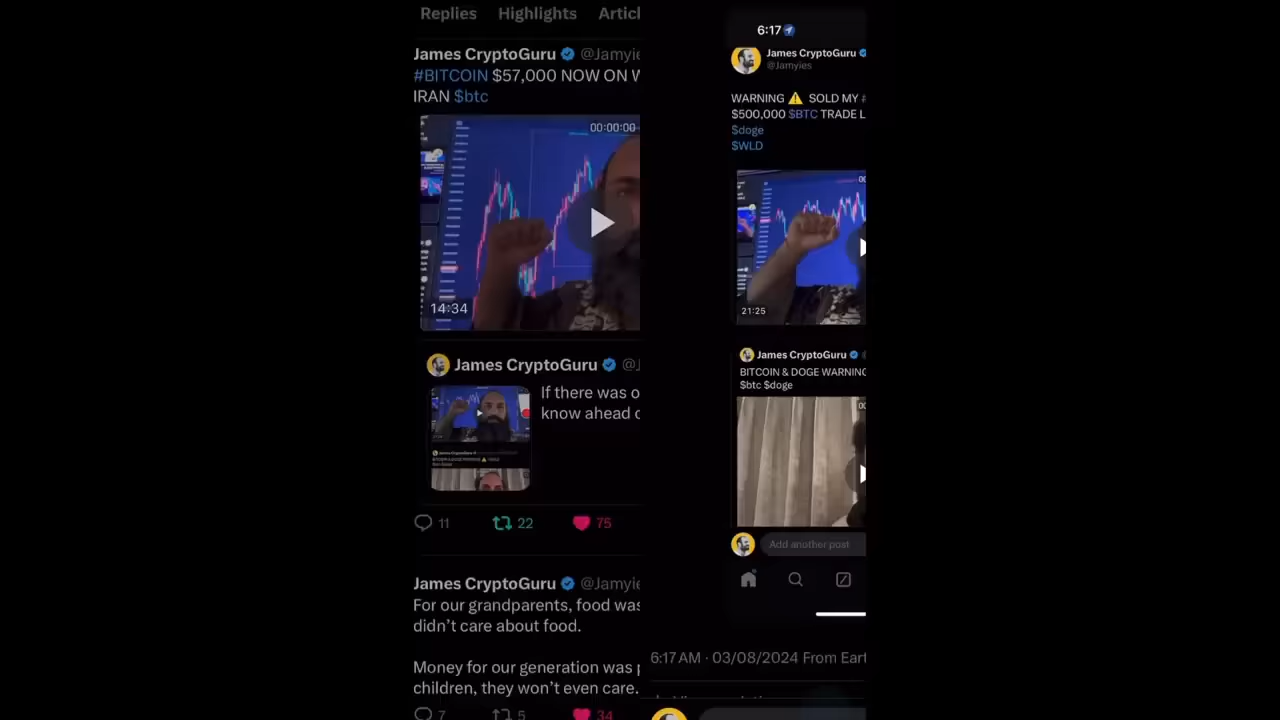 Replies Highlights Articl
James CryptoGuru @Jamyie
#BITCOIN $57,000 NOW ON W
IRAN $btc
00:00:00
14:34
James CryptoGuru @J
If there was o
know ahead o
11 22 75
James CryptoGuru @Jamyie
For our grandparents, food was
didn't care about food.
Money for our generation was p
children, they won't even care.
7 5 34
6:17
James CryptoGuru
@Jamyies
WARNING ⚠️ SOLD MY #
$500,000 $BTC TRADE L
$doge
$WLD
00
21:25
James CryptoGuru
BITCOIN & DOGE WARNING
$btc $doge
00
Add another post
6:17 AM · 03/08/2024 From Eart